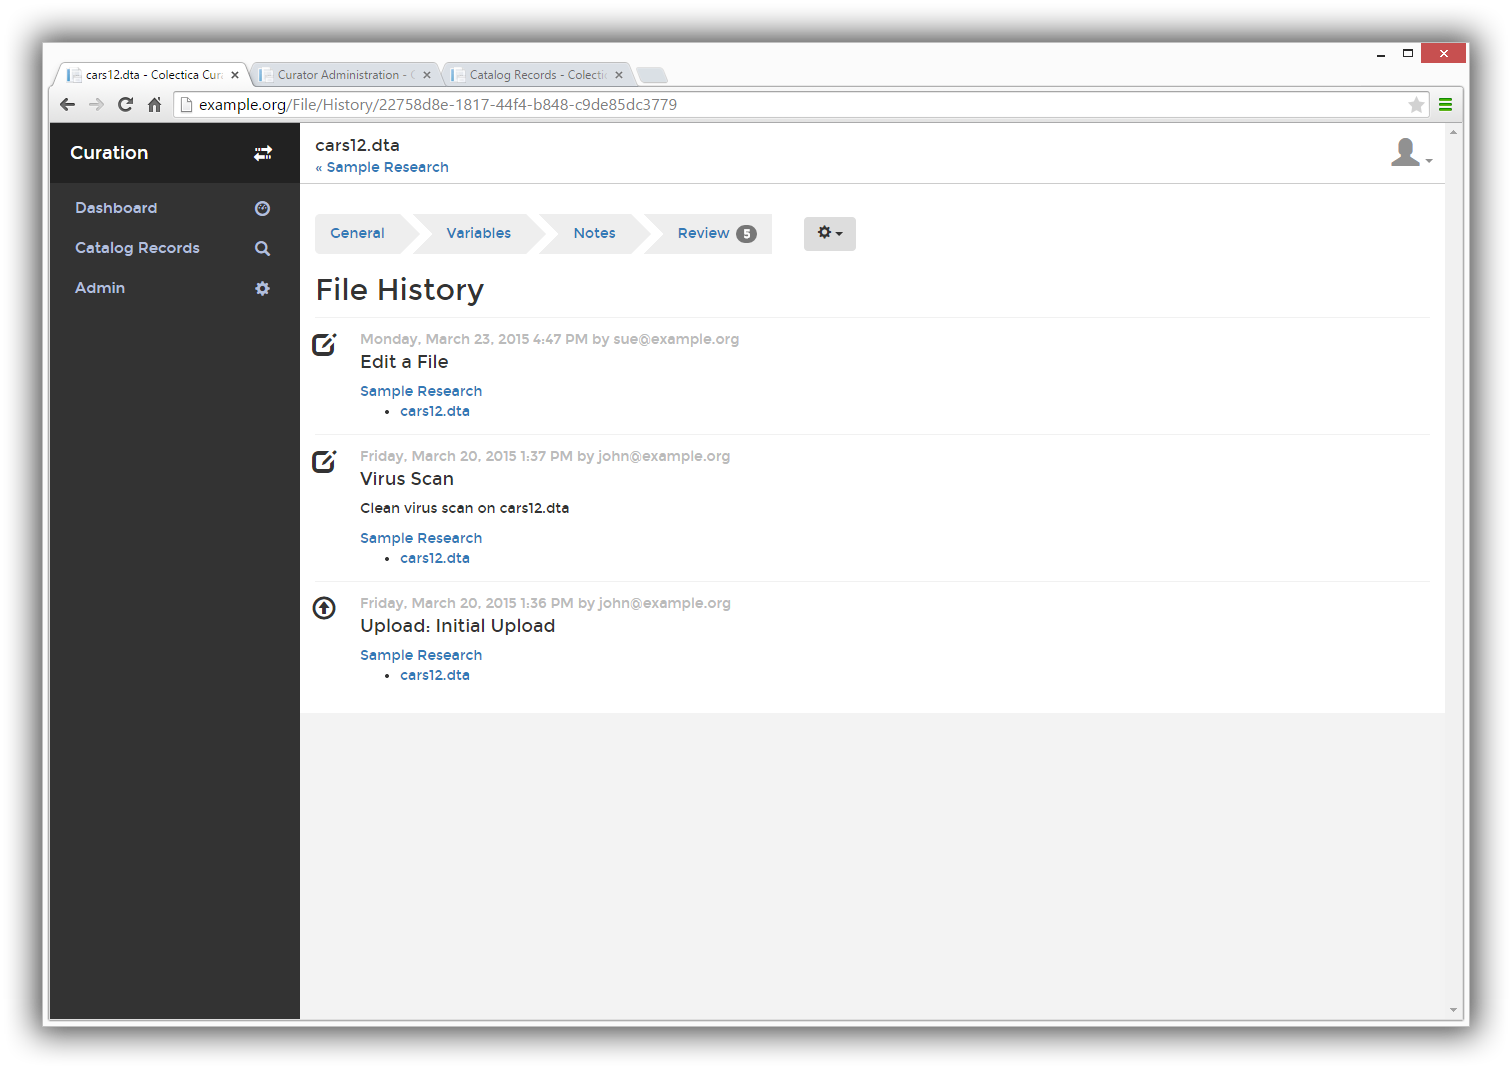 cars12.dta - Colectica Cur
Curator Administration -
Catalog Records - Colecti
example.org/File/History/22758d8e-1817-44f4-b848-c9de85dc3779
Curation
Dashboard
Catalog Records
Admin
cars12.dta
« Sample Research
General
Variables
Notes
Review 5
File History
Monday, March 23, 2015 4:47 PM by sue@example.org
Edit a File
Sample Research
• cars12.dta
Friday, March 20, 2015 1:37 PM by john@example.org
Virus Scan
Clean virus scan on cars12.dta
Sample Research
• cars12.dta
Friday, March 20, 2015 1:36 PM by john@example.org
Upload: Initial Upload
Sample Research
• cars12.dta